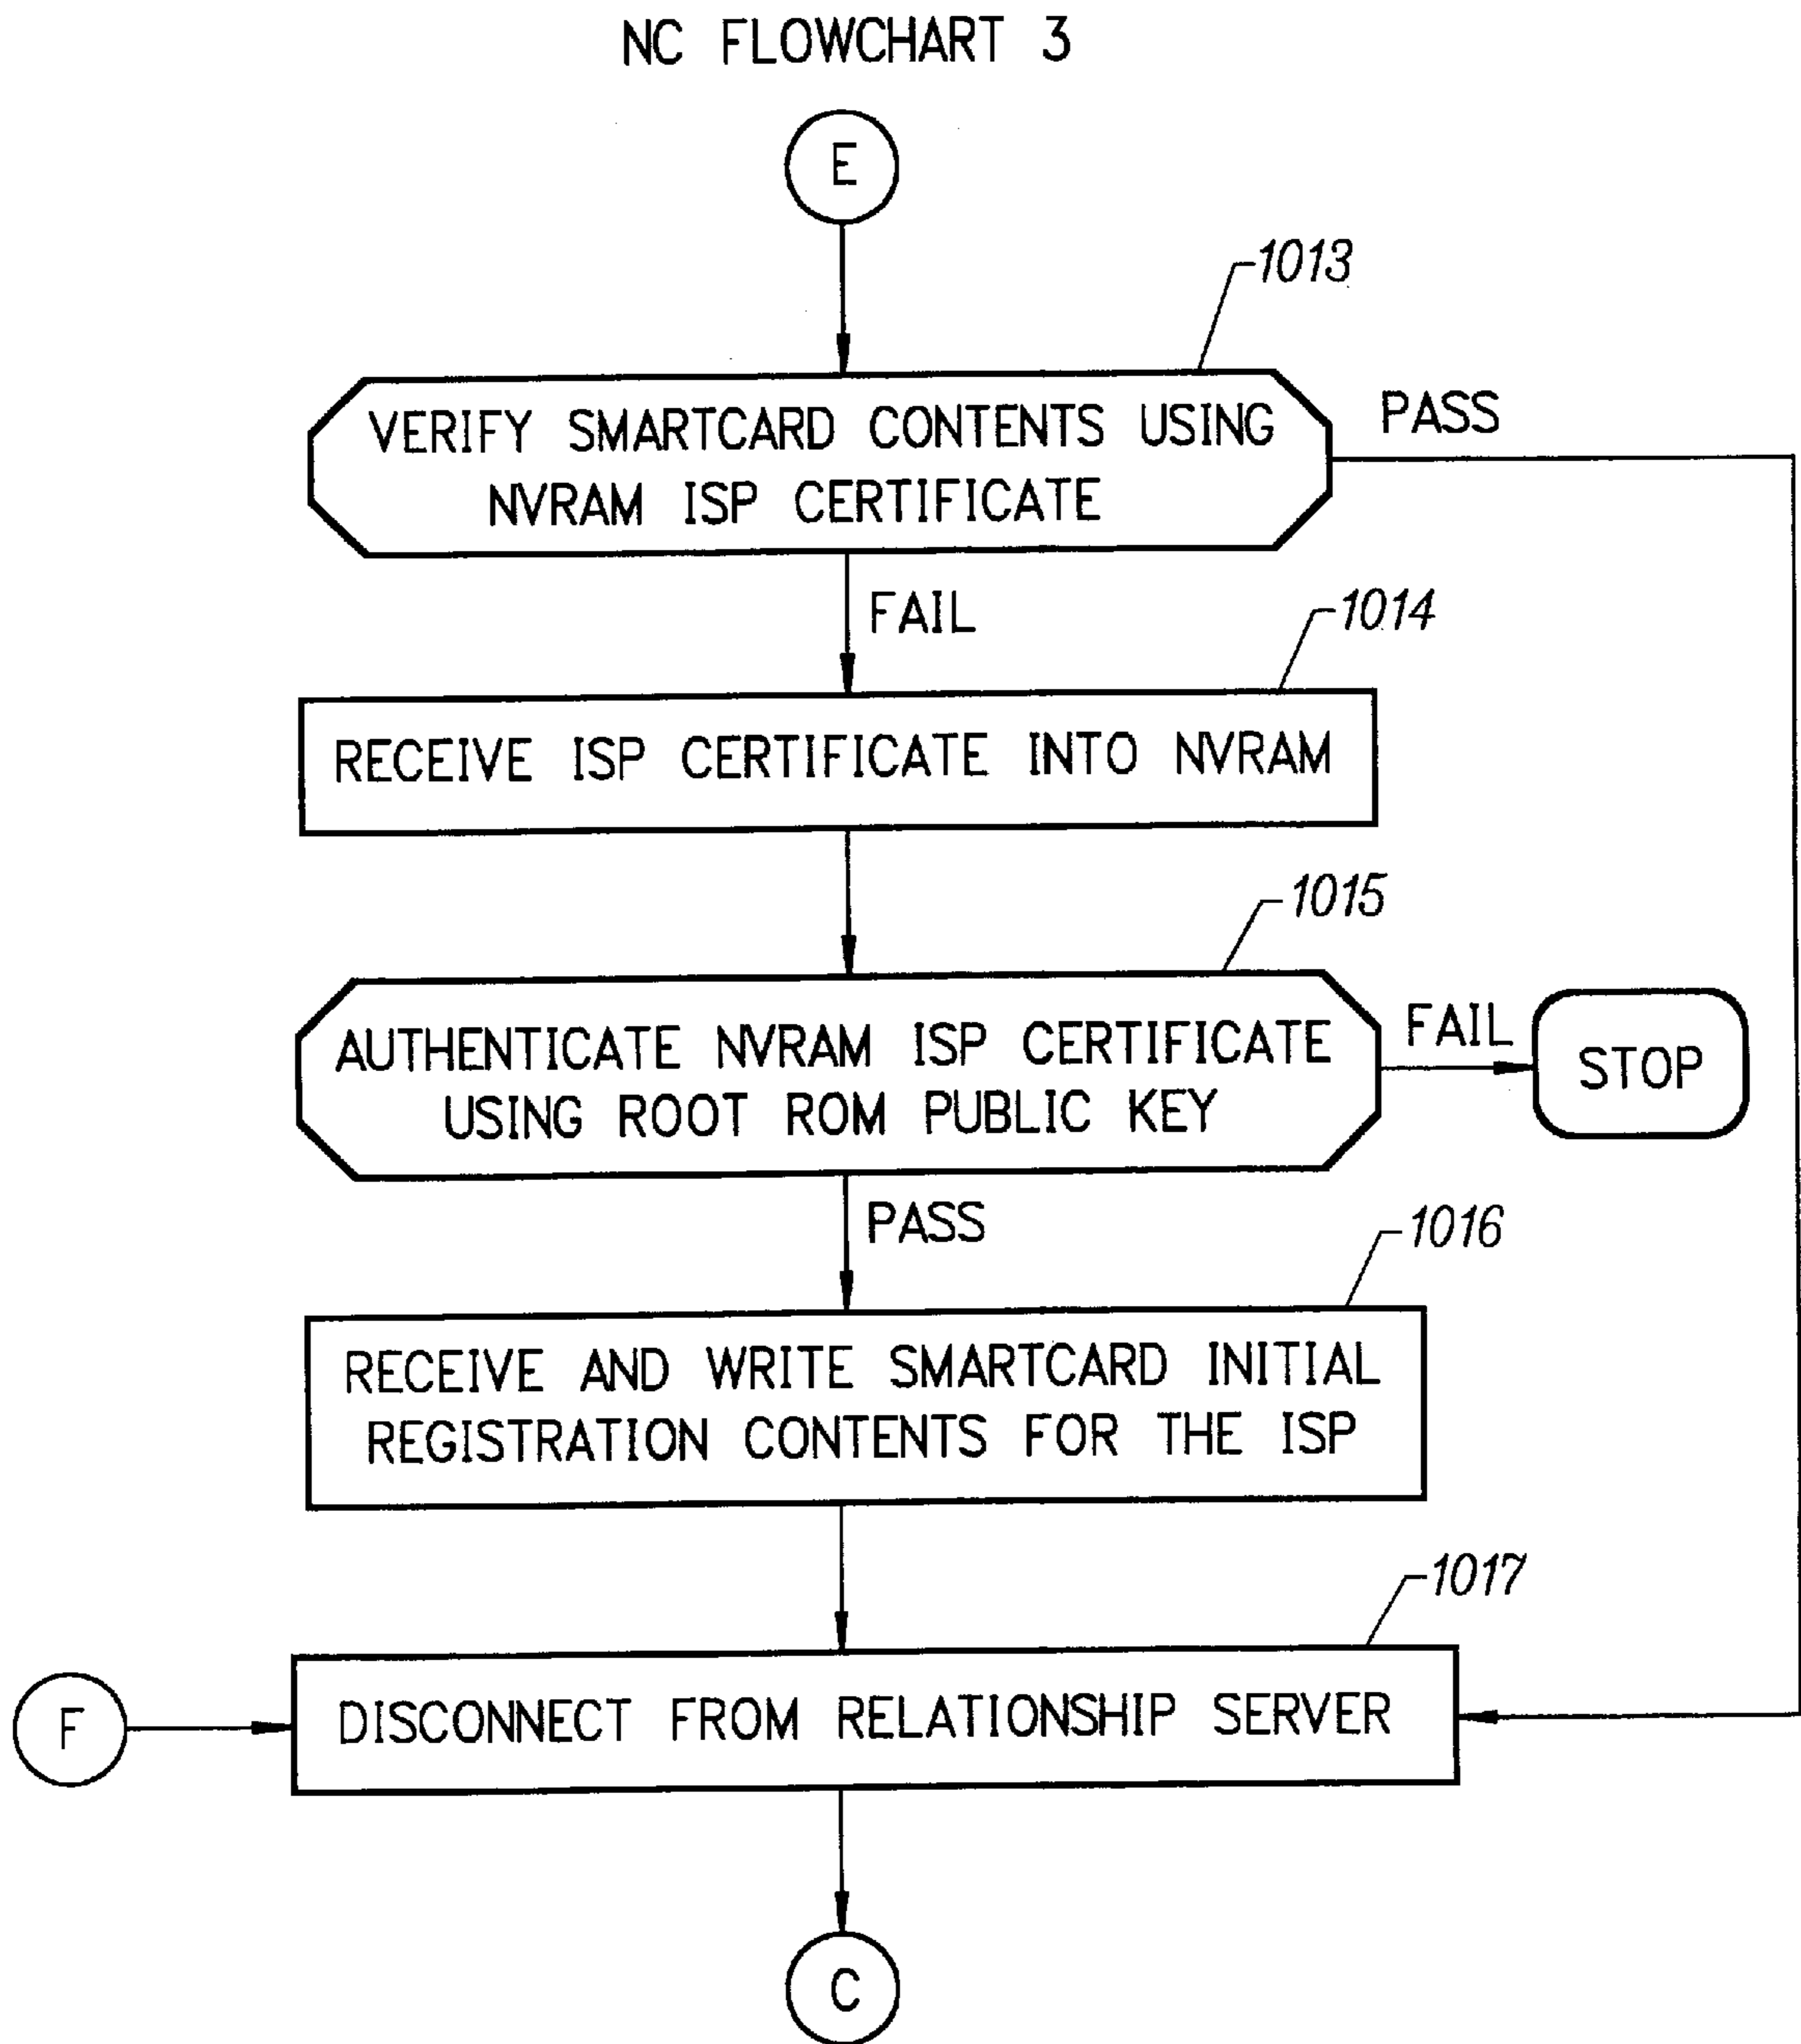 NC FLOWCHART 3
E
1013
VERIFY SMARTCARD CONTENTS USING
NVRAM ISP CERTIFICATE
PASS
FAIL
1014
RECEIVE ISP CERTIFICATE INTO NVRAM
1015
AUTHENTICATE NVRAM ISP CERTIFICATE
USING ROOT ROM PUBLIC KEY
FAIL
STOP
PASS
1016
RECEIVE AND WRITE SMARTCARD INITIAL
REGISTRATION CONTENTS FOR THE ISP
1017
F
DISCONNECT FROM RELATIONSHIP SERVER
C